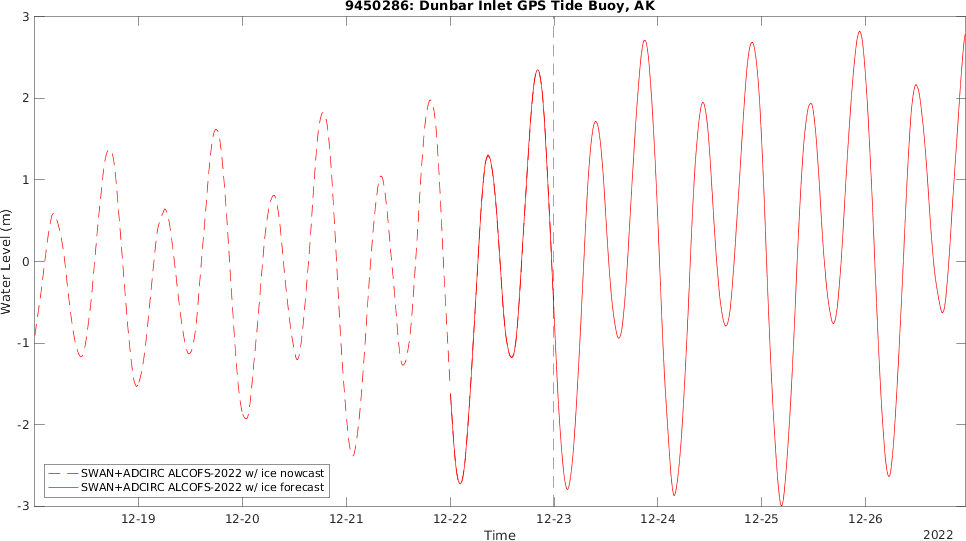 9450286: Dunbar Inlet GPS Tide Buoy, AK
3
2
1
0
-1
-2
-3
Water Level (m)
SWAN+ADCIRC ALCOFS-2022 w/ ice nowcast
SWAN+ADCIRC ALCOFS-2022 w/ ice forecast
12-19 12-20 12-21 12-22 12-23 12-24 12-25 12-26
Time
2022